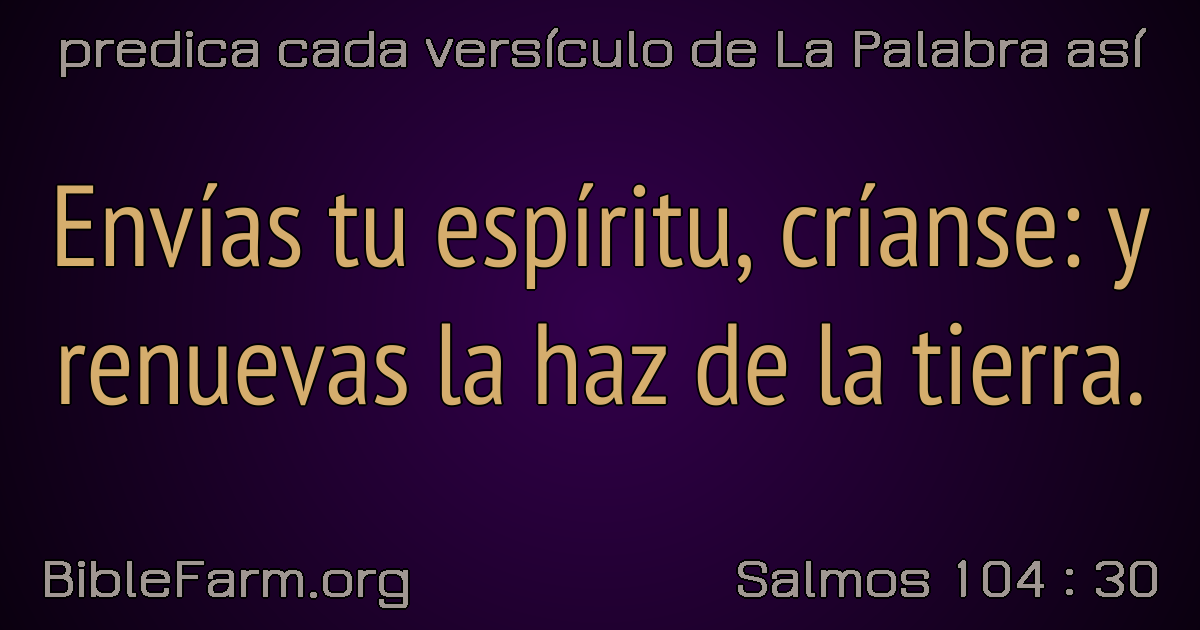 predica cada versículo de La Palabra así
Envías tu espíritu, críanse: y
renuevas la haz de la tierra.
BibleFarm.org
Salmos 104 : 30